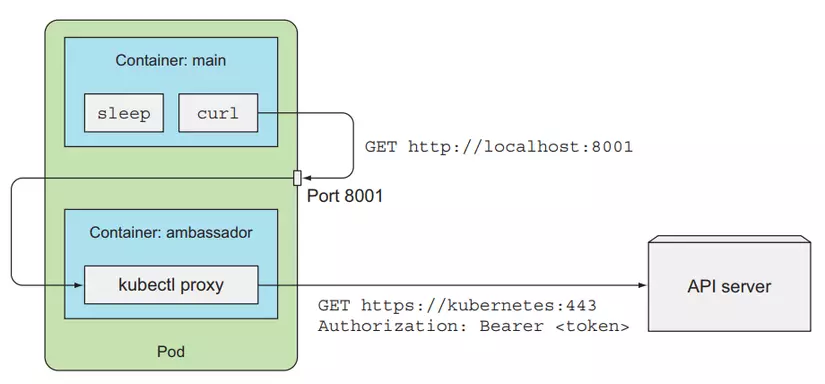 Container: main
sleep
curl
GET http://localhost:8001
Port 8001
Container: ambassador
kubectl proxy
API server
GET https://kubernetes:443
Authorization: Bearer <token>
Pod